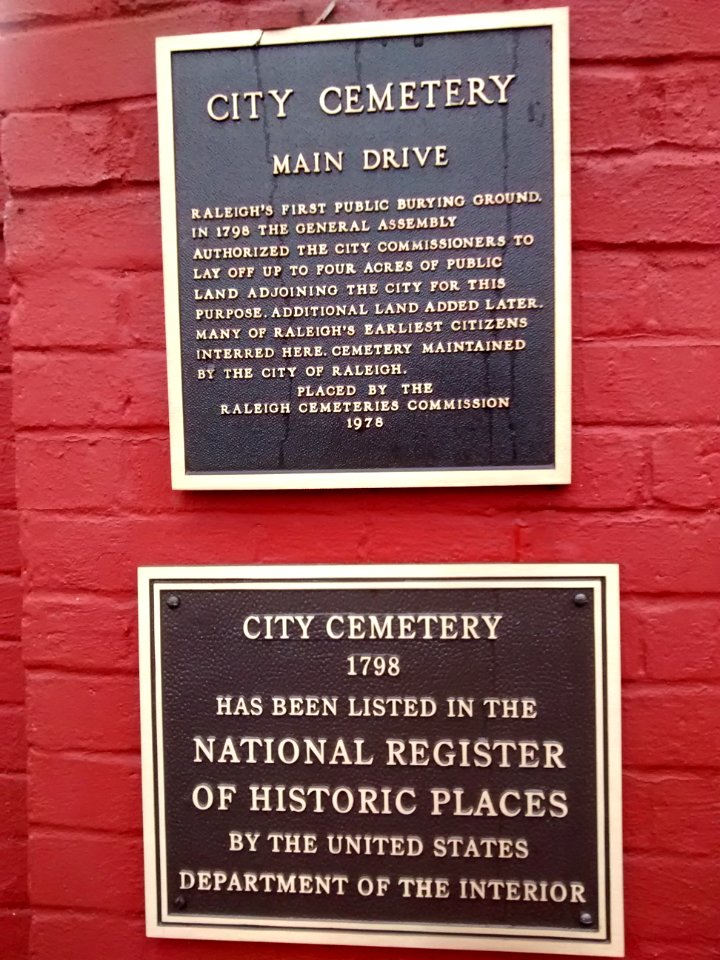 CITY CEMETERY
MAIN DRIVE
RALEIGH'S FIRST PUBLIC BURYING GROUND.
IN 1798 THE GENERAL ASSEMBLY
AUTHORIZED THE CITY COMMISSIONERS TO
LAY OFF UP TO FOUR ACRES OF PUBLIC
LAND ADJOINING THE CITY FOR THIS
PURPOSE. ADDITIONAL LAND ADDED LATER.
MANY OF RALEIGH'S EARLIEST CITIZENS
INTERRED HERE. CEMETERY MAINTAINED
BY THE CITY OF RALEIGH.
PLACED BY THE
RALEIGH CEMETERIES COMMISSION
1978
CITY CEMETERY
1798
HAS BEEN LISTED IN THE
NATIONAL REGISTER
OF HISTORIC PLACES
BY THE UNITED STATES
DEPARTMENT OF THE INTERIOR